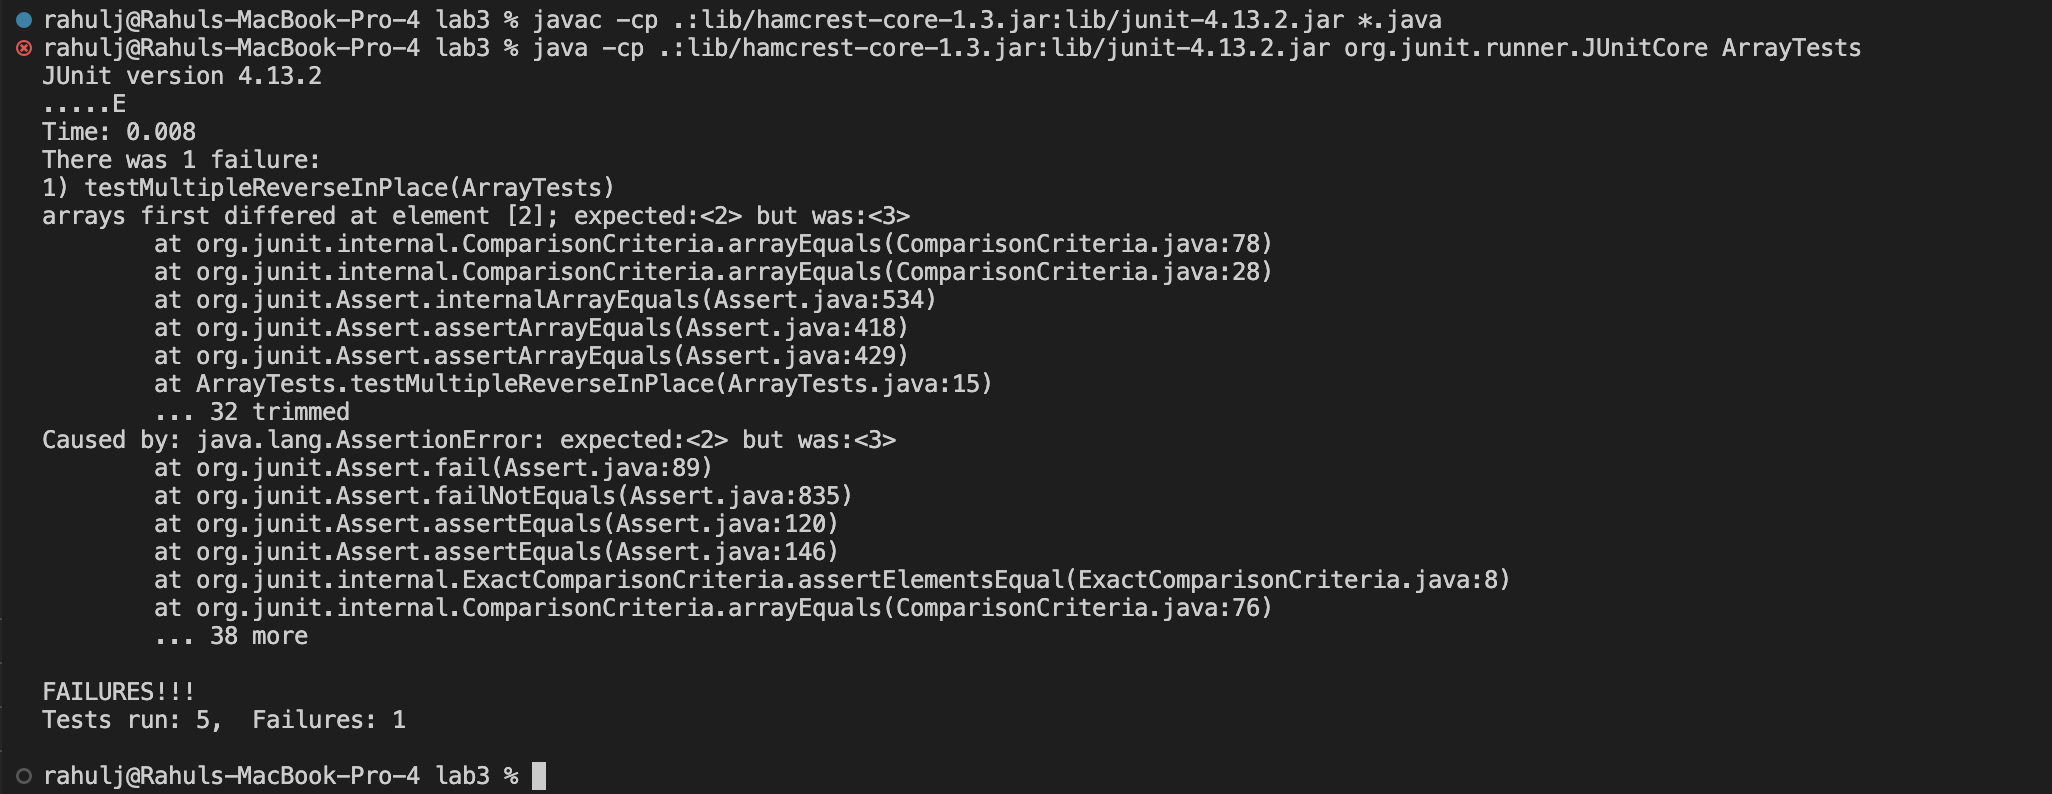 rahulj@Rahuls-MacBook-Pro-4 lab3 % javac -cp .:lib/hamcrest-core-1.3.jar:lib/junit-4.13.2.jar *.java
rahulj@Rahuls-MacBook-Pro-4 lab3 % java -cp .:lib/hamcrest-core-1.3.jar:lib/junit-4.13.2.jar org.junit.runner.JUnitCore ArrayTests
JUnit version 4.13.2
.....E
Time: 0.008
There was 1 failure:
1) testMultipleReverseInPlace(ArrayTests)
arrays first differed at element [2]; expected:<2> but was:<3>
        at org.junit.internal.ComparisonCriteria.arrayEquals(ComparisonCriteria.java:78)
        at org.junit.internal.ComparisonCriteria.arrayEquals(ComparisonCriteria.java:28)
        at org.junit.Assert.internalArrayEquals(Assert.java:534)
        at org.junit.Assert.assertArrayEquals(Assert.java:418)
        at org.junit.Assert.assertArrayEquals(Assert.java:429)
        at ArrayTests.testMultipleReverseInPlace(ArrayTests.java:15)
        ... 32 trimmed
Caused by: java.lang.AssertionError: expected:<2> but was:<3>
        at org.junit.Assert.fail(Assert.java:89)
        at org.junit.Assert.failNotEquals(Assert.java:835)
        at org.junit.Assert.assertEquals(Assert.java:120)
        at org.junit.Assert.assertEquals(Assert.java:146)
        at org.junit.internal.ExactComparisonCriteria.assertElementsEqual(ExactComparisonCriteria.java:8)
        at org.junit.internal.ComparisonCriteria.arrayEquals(ComparisonCriteria.java:76)
        ... 38 more

FAILURES!!!
Tests run: 5,  Failures: 1

rahulj@Rahuls-MacBook-Pro-4 lab3 %